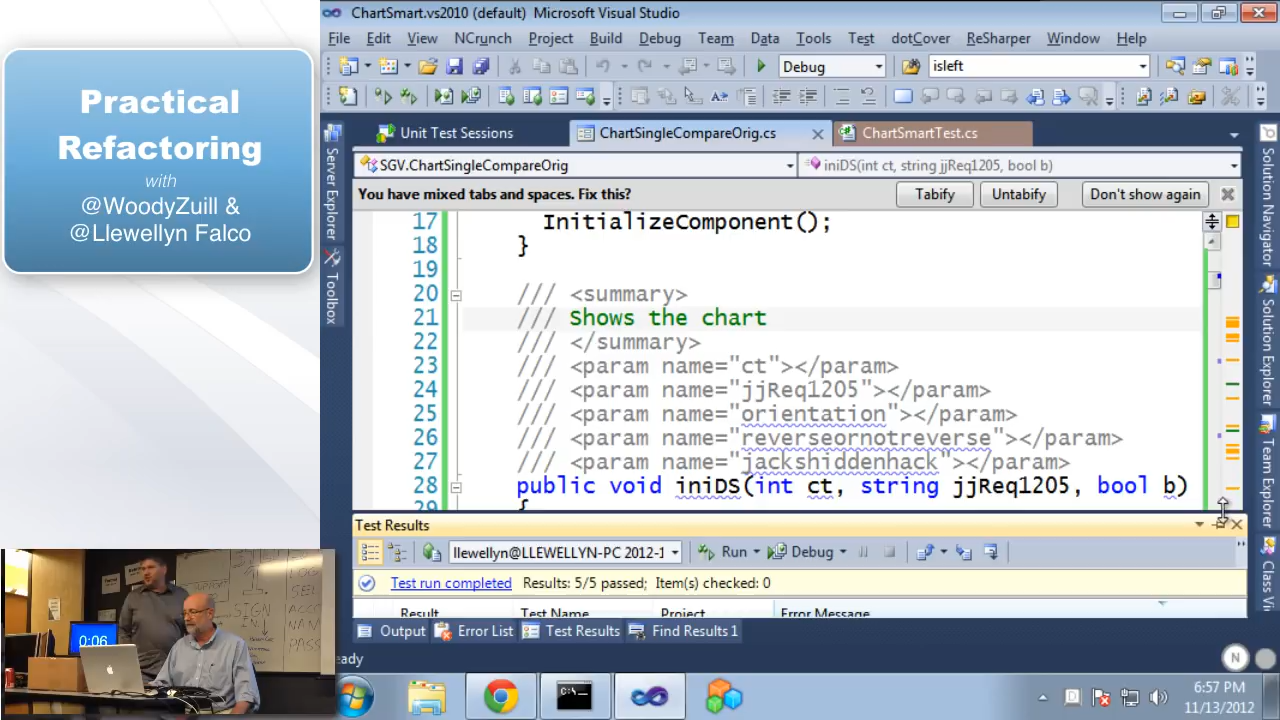 Practical
Refactoring
with
@WoodyZuill &
@Llewellyn Falco
ChartSmart.vs2010 (default) - Microsoft Visual Studio
File Edit View NCrunch Project Build Debug Team Data Tools Test dotCover ReSharper Window Help
Debug
isleft
Unit Test Sessions
ChartSingleCompareOrig.cs
ChartSmartTest.cs
SGV.ChartSingleCompareOrig
iniDS(int ct, string jjReq1205, bool b)
You have mixed tabs and spaces. Fix this?
Tabify
Untabify
Don't show again
17 InitializeComponent();
18 }
19
20 /// <summary>
21 /// Shows the chart
22 /// </summary>
23 /// <param name="ct"></param>
24 /// <param name="jjReq1205"></param>
25 /// <param name="orientation"></param>
26 /// <param name="reverseornotreverse"></param>
27 /// <param name="jackshiddenhack"></param>
28 public void iniDS(int ct, string jjReq1205, bool b)
29 {
Server Explorer
Toolbox
Solution Navigator
Solution Explorer
Team Explorer
Class Vi
Test Results
llewellyn@LLEWELLYN-PC 2012-1
Run
Debug
Test run completed Results: 5/5 passed; Item(s) checked: 0
Result Test Name Project Error Message
Output
Error List
Test Results
Find Results 1
eady
N
C:\
6:57 PM
11/13/2012
0:06
SIGN